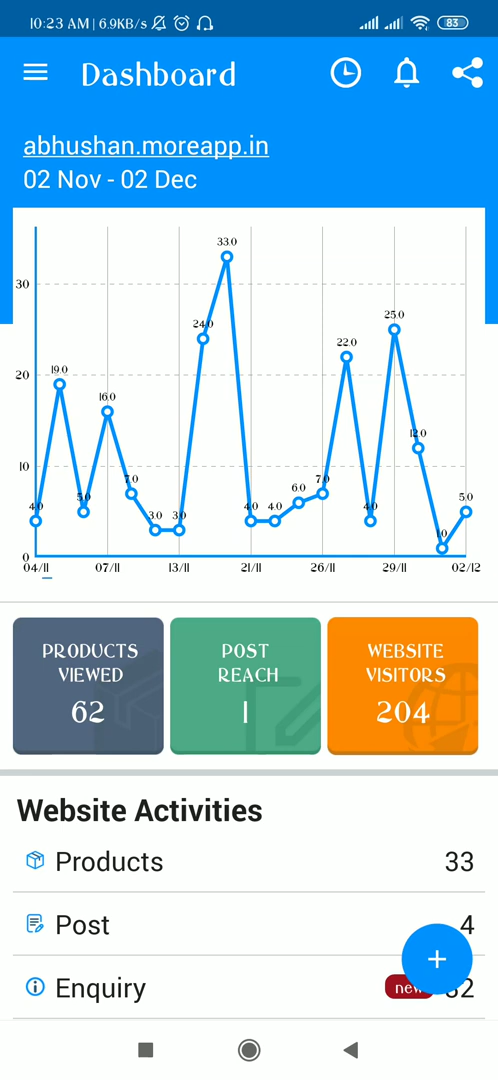 10:23 AM | 6.9KB/s
83
Dashboard
abhushan.moreapp.in
02 Nov - 02 Dec
33.0
30
25.0
24.0
22.0
20
19.0
16.0
12.0
10
7.0
7.0
6.0
5.0
5.0
4.0
4.0
4.0
4.0
3.0
3.0
1.0
0
04/11
07/11
13/11
21/11
26/11
29/11
02/12
PRODUCTS
VIEWED
62
POST
REACH
1
WEBSITE
VISITORS
204
Website Activities
Products 33
Post 4
Enquiry new